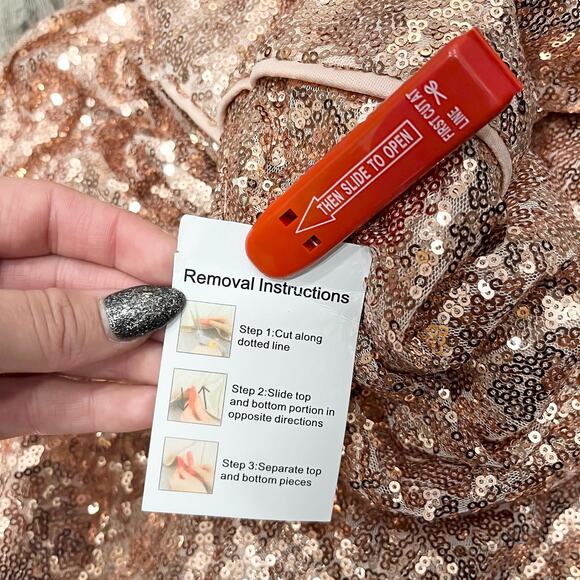 FIRST CUT AT
LINE
THEN SLIDE TO OPEN
Removal Instructions
Step 1:Cut along
dotted line
Step 2:Slide top
and bottom portion in
opposite directions
Step 3:Separate top
and bottom pieces